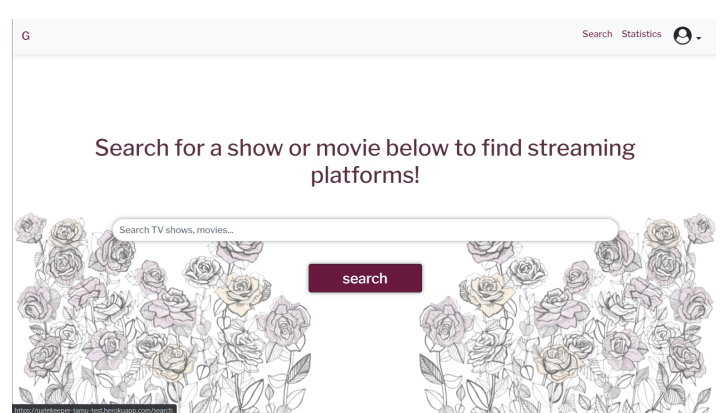 G
Search Statistics
Search for a show or movie below to find streaming
platforms!
Search TV shows, movies...
search
https://gatekeeper-tamu-test.herokuapp.com/search